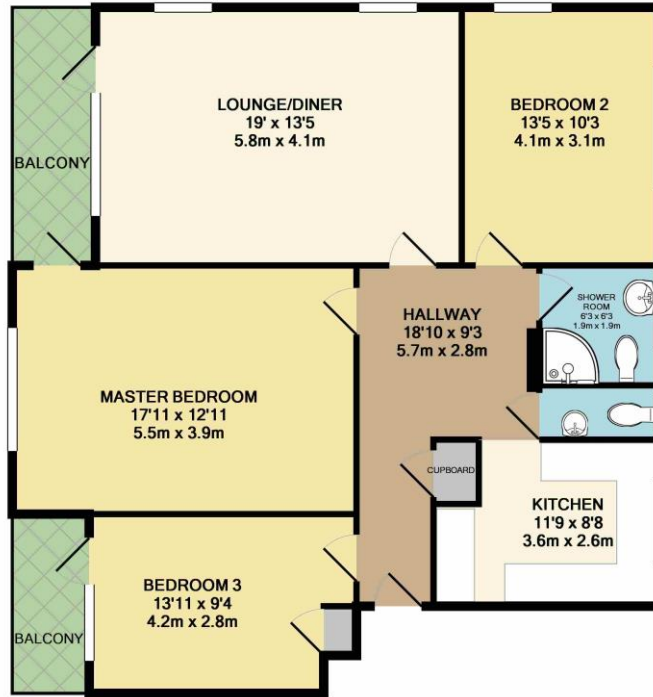 LOUNGE/DINER
19' x 13'5
5.8m x 4.1m
BEDROOM 2
13'5 x 10'3
4.1m x 3.1m
BALCONY
SHOWER
ROOM
6'3 x 6'3
1.9m x 1.9m
HALLWAY
18'10 x 9'3
5.7m x 2.8m
MASTER BEDROOM
17'11 x 12'11
5.5m x 3.9m
CUPBOARD
KITCHEN
11'9 x 8'8
3.6m x 2.6m
BEDROOM 3
13'11 x 9'4
4.2m x 2.8m
BALCONY